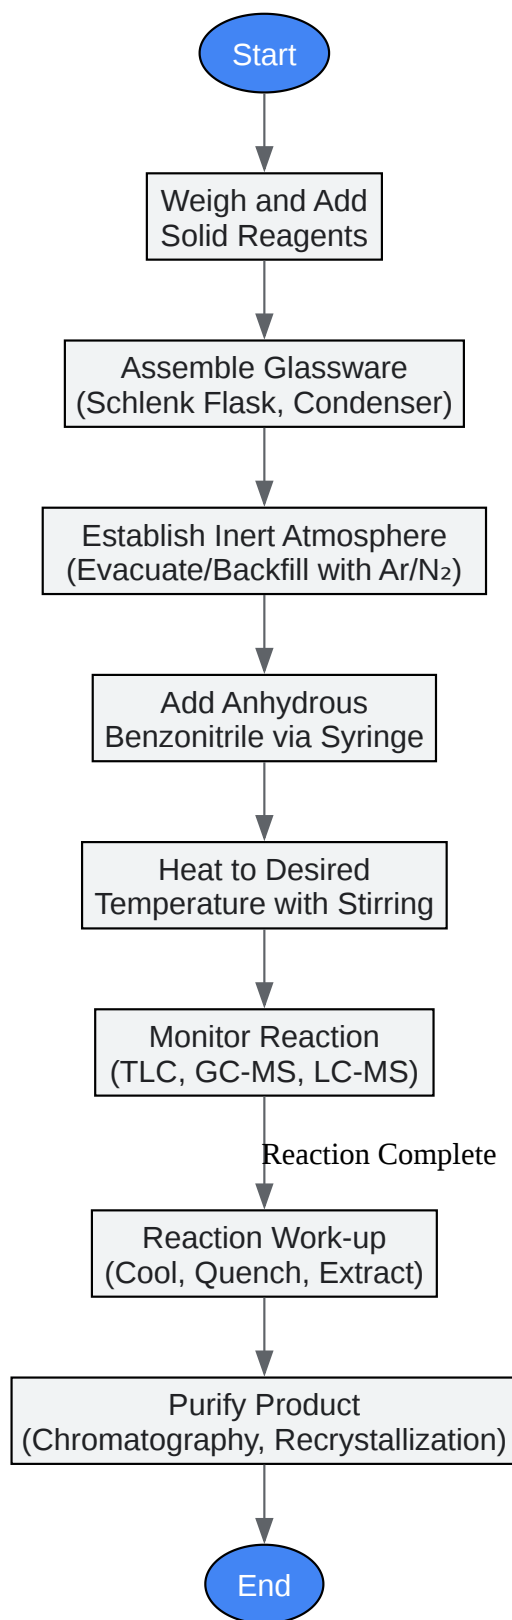 Start
Weigh and Add
Solid Reagents
Assemble Glassware
(Schlenk Flask, Condenser)
Establish Inert Atmosphere
(Evacuate/Backfill with Ar/N₂)
Add Anhydrous
Benzonitrile via Syringe
Heat to Desired
Temperature with Stirring
Monitor Reaction
(TLC, GC-MS, LC-MS)
Reaction Complete
Reaction Work-up
(Cool, Quench, Extract)
Purify Product
(Chromatography, Recrystallization)
End